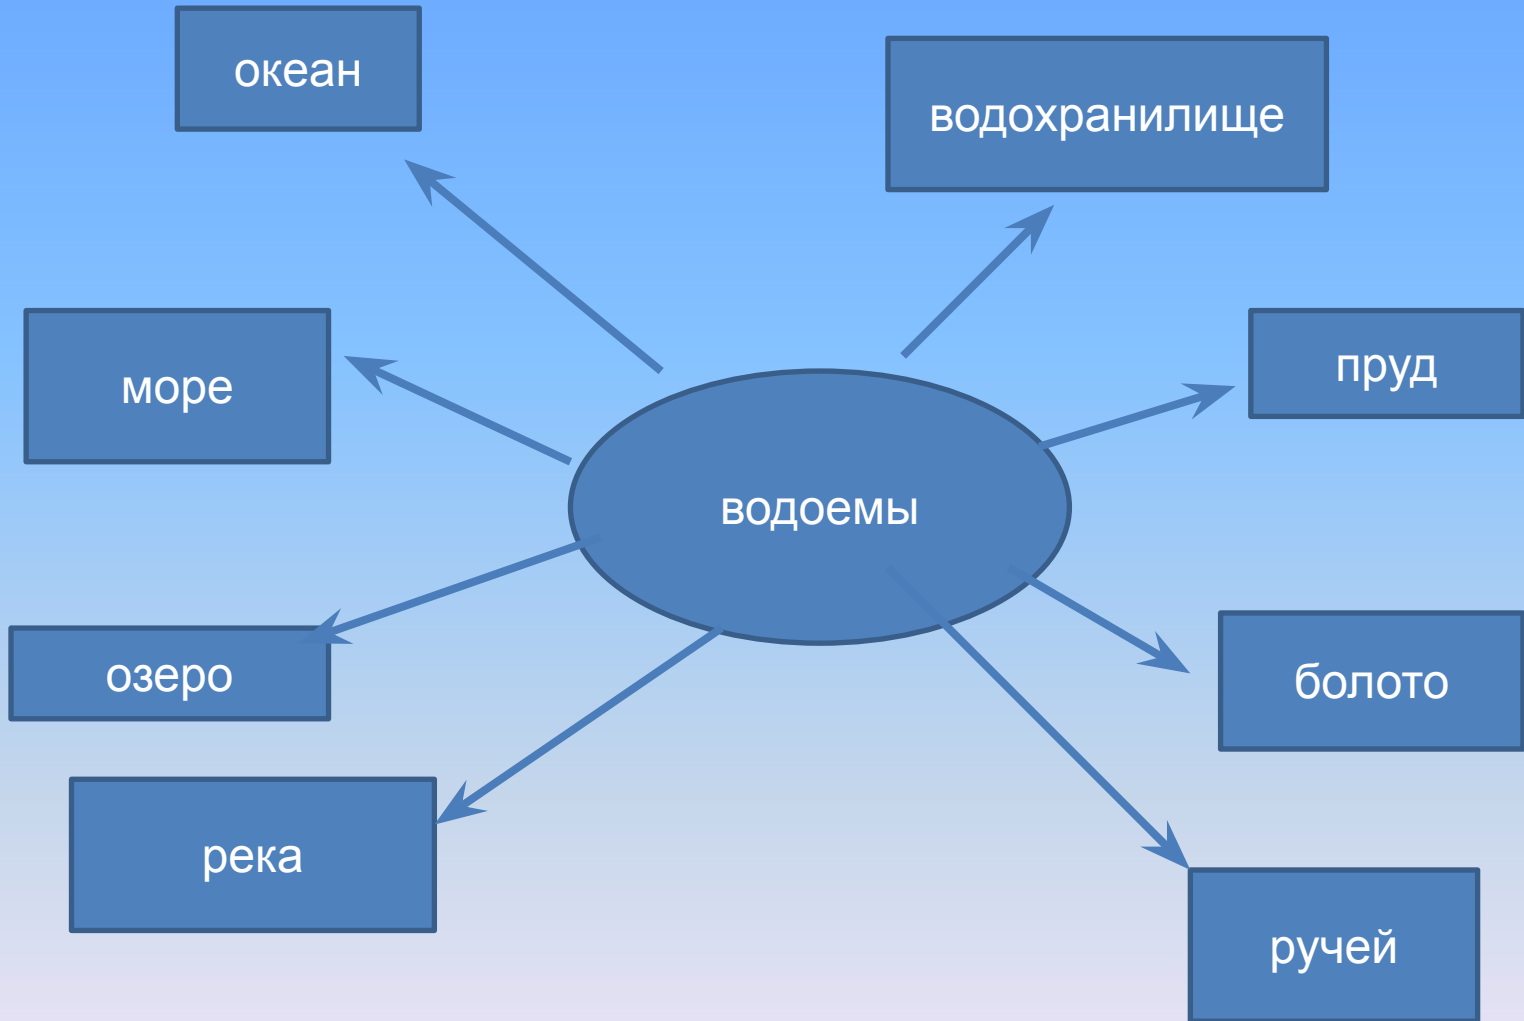 океан
водохранилище
море
пруд
водоемы
озеро
болото
река
ручей